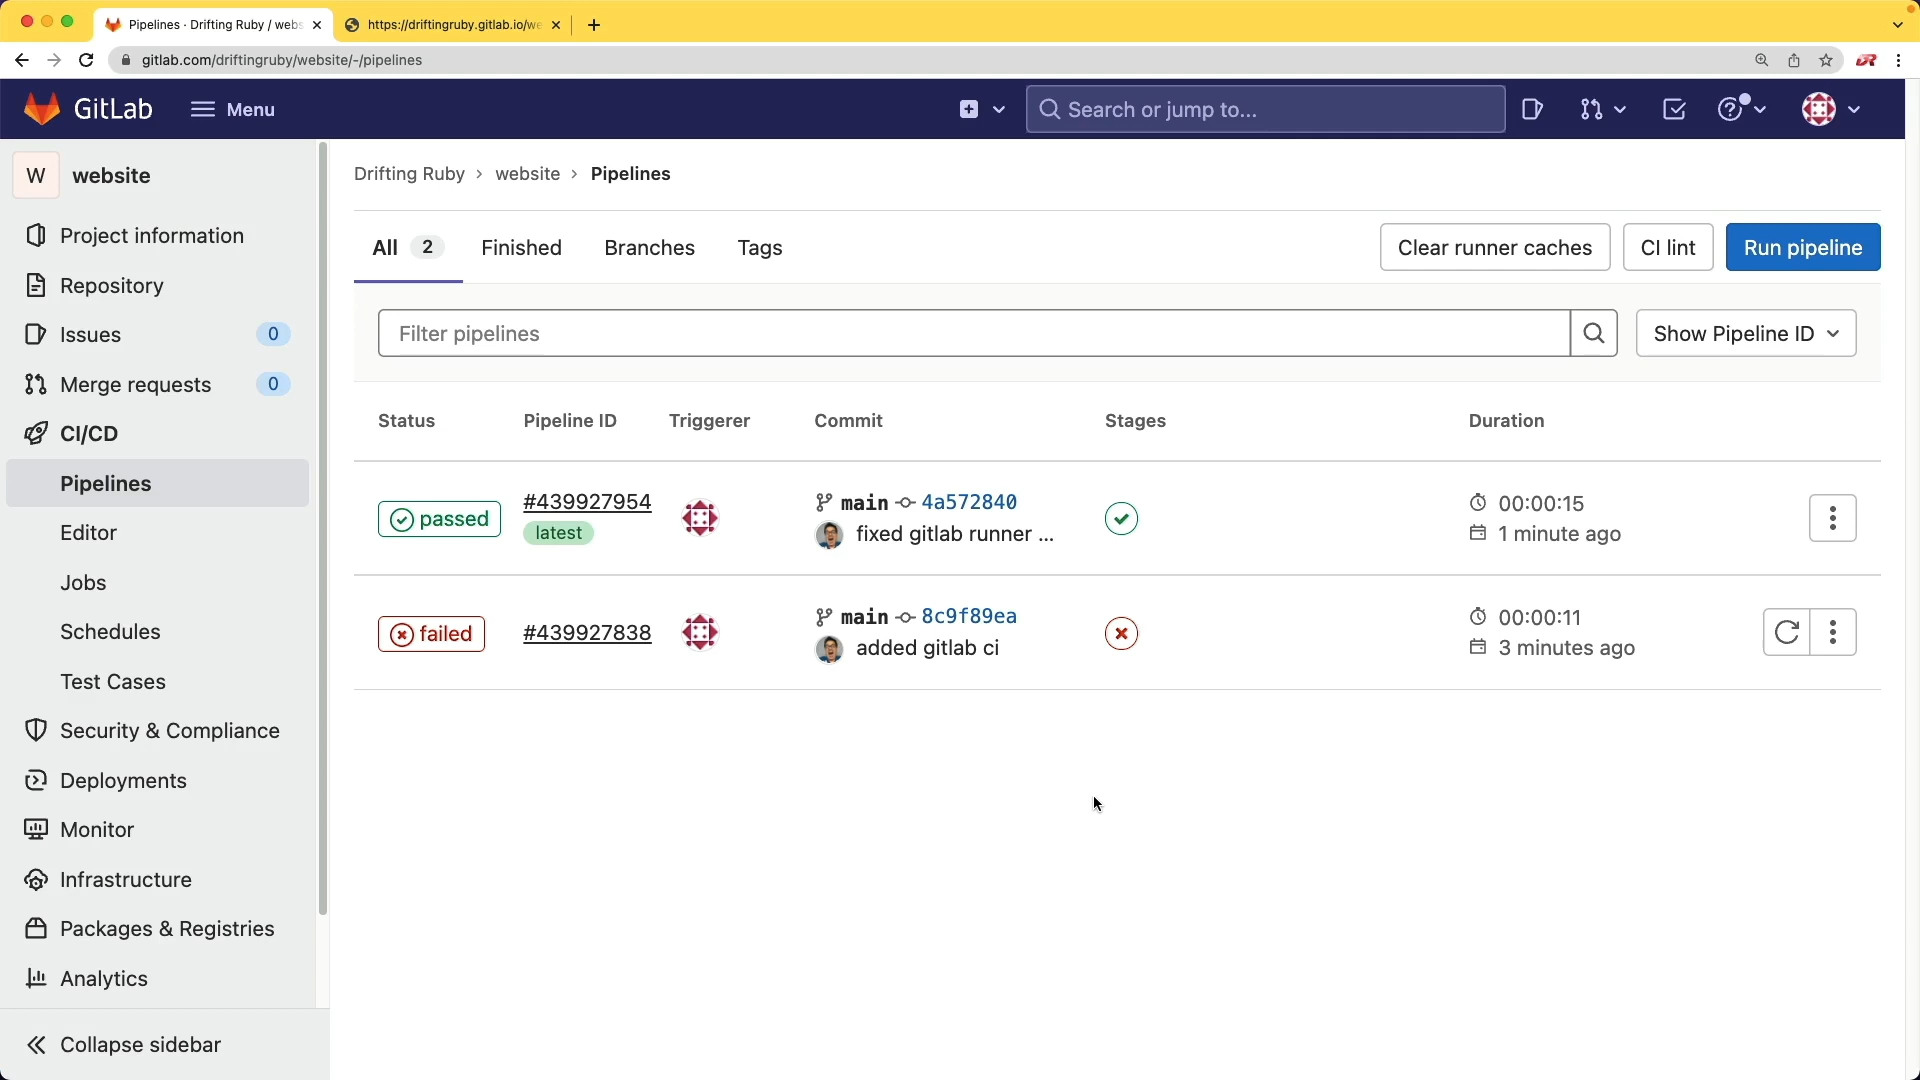 Pipelines · Drifting Ruby / webs
https://driftingruby.gitlab.io/we
gitlab.com/driftingruby/website/-/pipelines
GitLab
Menu
Search or jump to...
W
website
Project information
Repository
Issues
0
Merge requests
0
CI/CD
Pipelines
Editor
Jobs
Schedules
Test Cases
Security & Compliance
Deployments
Monitor
Infrastructure
Packages & Registries
Analytics
Collapse sidebar
Drifting Ruby › website › Pipelines
All 2 Finished Branches Tags
Clear runner caches CI lint Run pipeline
Filter pipelines
Show Pipeline ID
Status Pipeline ID Triggerer Commit Stages Duration
passed #439927954 main 4a572840 00:00:15
latest fixed gitlab runner ... 1 minute ago
failed #439927838 main 8c9f89ea 00:00:11
added gitlab ci 3 minutes ago